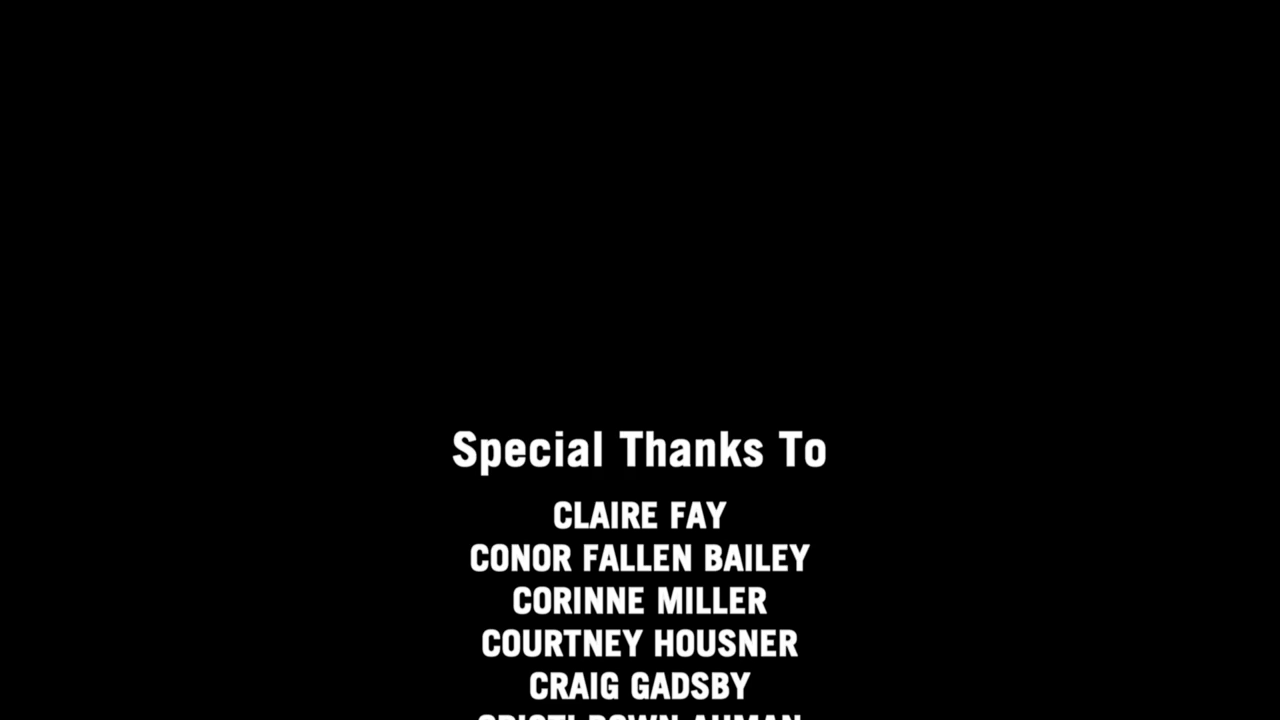 Special Thanks To
CLAIRE FAY
CONOR FALLEN BAILEY
CORINNE MILLER
COURTNEY HOUSNER
CRAIG GADSBY